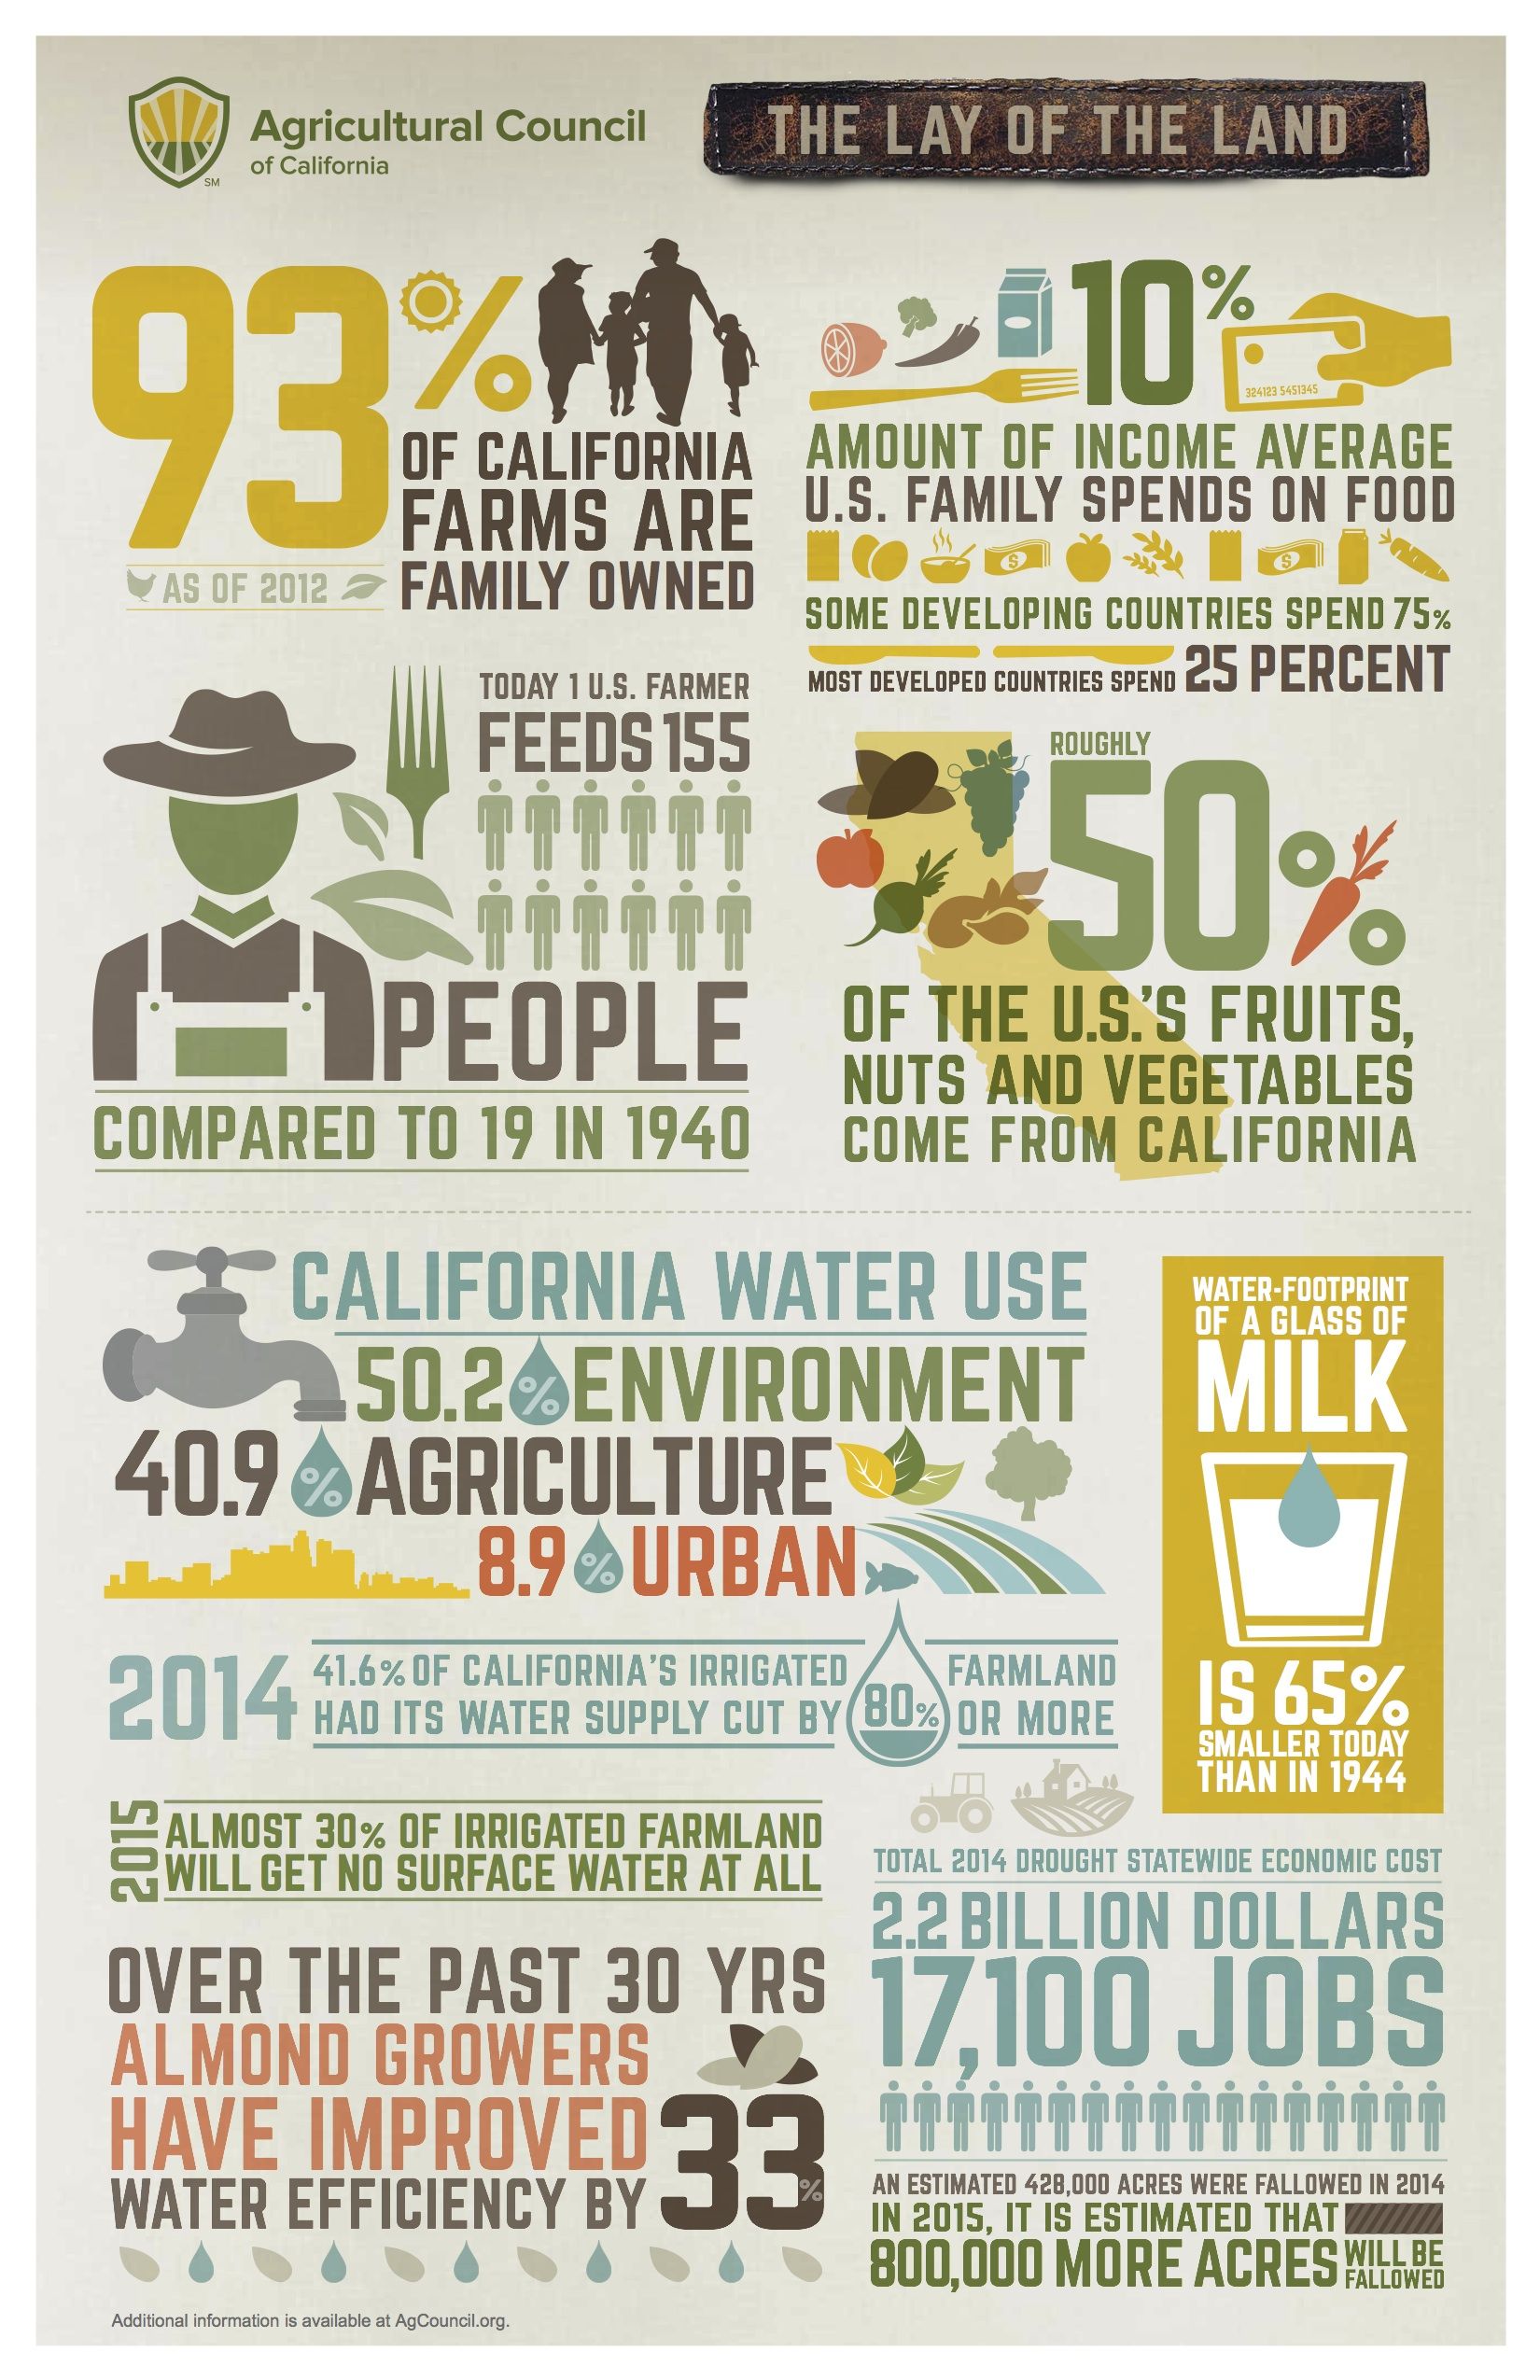 Agricultural Council
of California
SM
THE LAY OF THE LAND
93%
OF CALIFORNIA
FARMS ARE
FAMILY OWNED
AS OF 2012
10%
324123 5451345
AMOUNT OF INCOME AVERAGE
U.S. FAMILY SPENDS ON FOOD
$ $
SOME DEVELOPING COUNTRIES SPEND 75%
MOST DEVELOPED COUNTRIES SPEND 25 PERCENT
TODAY 1 U.S. FARMER
FEEDS 155
PEOPLE
COMPARED TO 19 IN 1940
ROUGHLY
50%
OF THE U.S.'S FRUITS,
NUTS AND VEGETABLES
COME FROM CALIFORNIA
CALIFORNIA WATER USE
50.2% ENVIRONMENT
40.9% AGRICULTURE
8.9% URBAN
WATER-FOOTPRINT
OF A GLASS OF
MILK
IS 65%
SMALLER TODAY
THAN IN 1944
2014
41.6% OF CALIFORNIA'S IRRIGATED FARMLAND
HAD ITS WATER SUPPLY CUT BY 80% OR MORE
2015
ALMOST 30% OF IRRIGATED FARMLAND
WILL GET NO SURFACE WATER AT ALL
OVER THE PAST 30 YRS
ALMOND GROWERS
HAVE IMPROVED
WATER EFFICIENCY BY 33%
TOTAL 2014 DROUGHT STATEWIDE ECONOMIC COST
2.2 BILLION DOLLARS
17,100 JOBS
AN ESTIMATED 428,000 ACRES WERE FALLOWED IN 2014
IN 2015, IT IS ESTIMATED THAT
800,000 MORE ACRES WILL BE
FALLOWED
Additional information is available at AgCouncil.org.